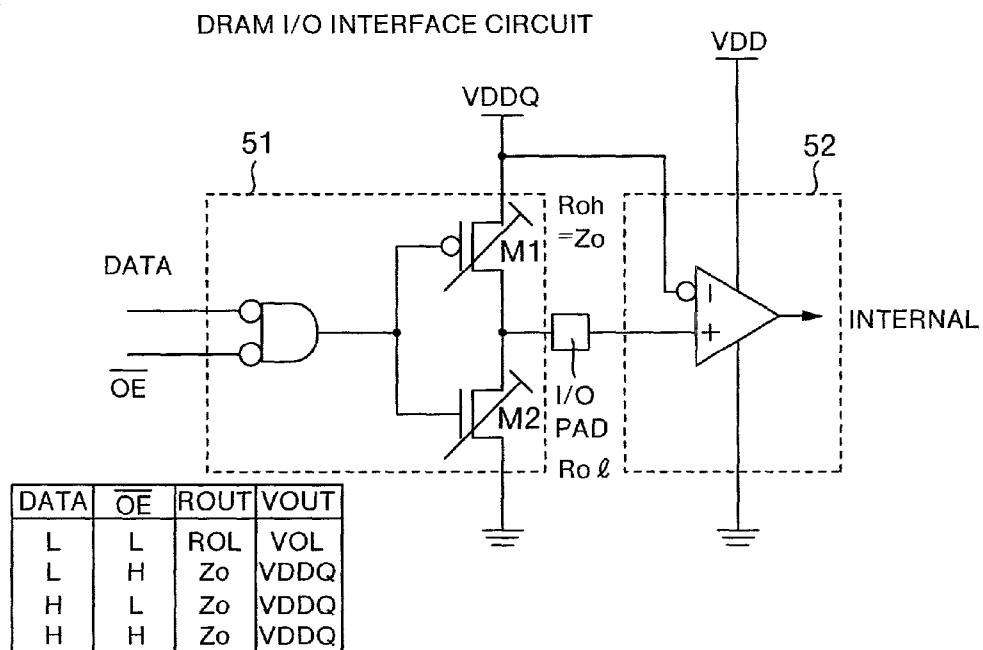 DRAM I/O INTERFACE CIRCUIT
VDD
VDDQ
51
52
Roh
=Zo
M1
DATA
OE
−
+
INTERNAL
M2
I/O
PAD
Ro ℓ
DATA OE ROUT VOUT
L L ROL VOL
L H Zo VDDQ
H L Zo VDDQ
H H Zo VDDQ